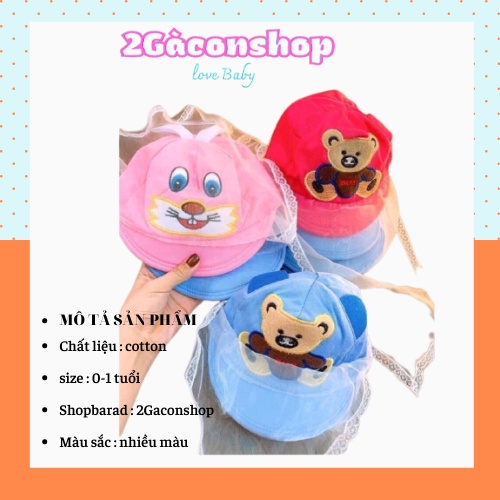 2Gàconshop
love Baby
MÔ TẢ SẢN PHẨM
Chất liệu : cotton
size : 0-1 tuổi
Shopbarad : 2Gaconshop
Màu sắc : nhiều màu